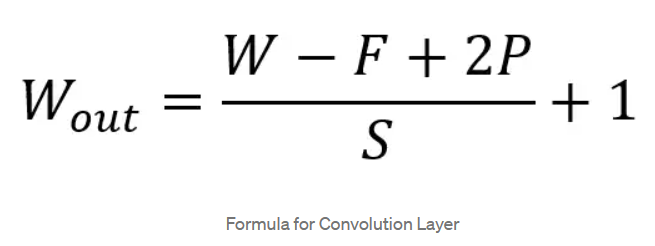 W_out = (W − F + 2P) / S + 1
Formula for Convolution Layer